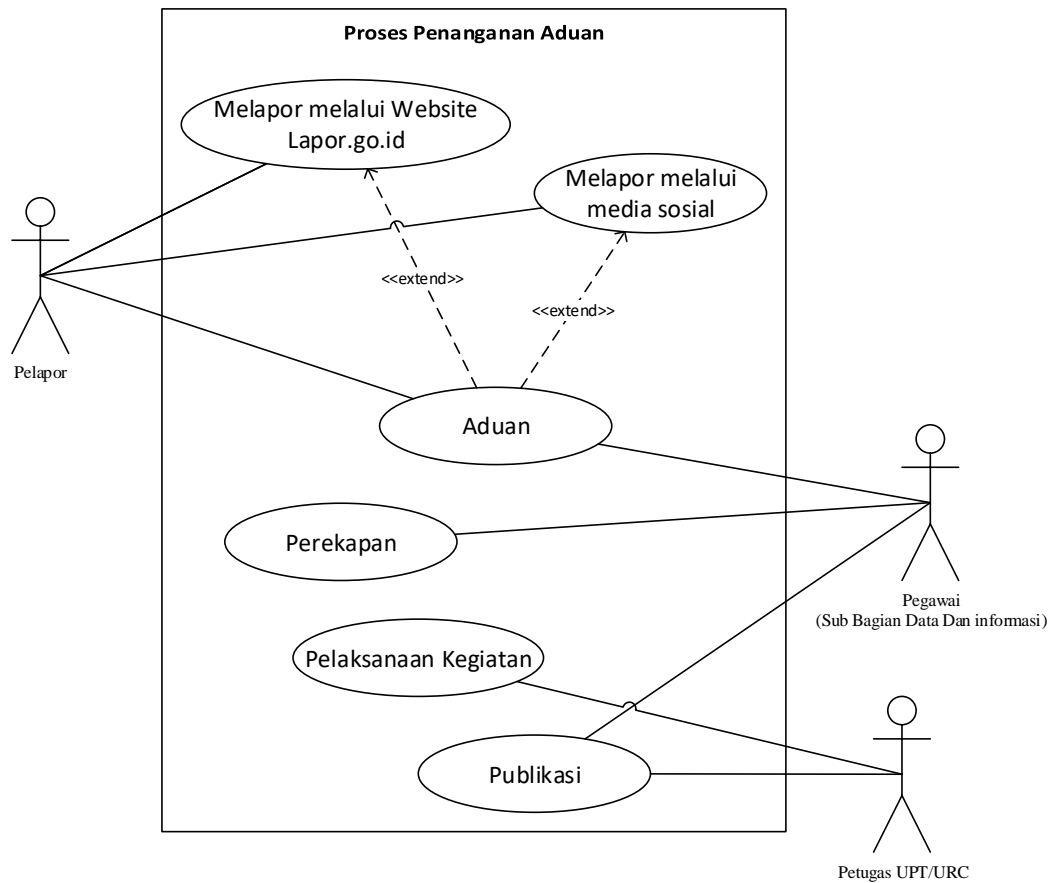 Proses Penanganan Aduan
Melapor melalui Website
Lapor.go.id
Melapor melalui
media sosial
<<extend>>
<<extend>>
Pelapor
Aduan
Perekapan
Pegawai
(Sub Bagian Data Dan informasi)
Pelaksanaan Kegiatan
Publikasi
Petugas UPT/URC